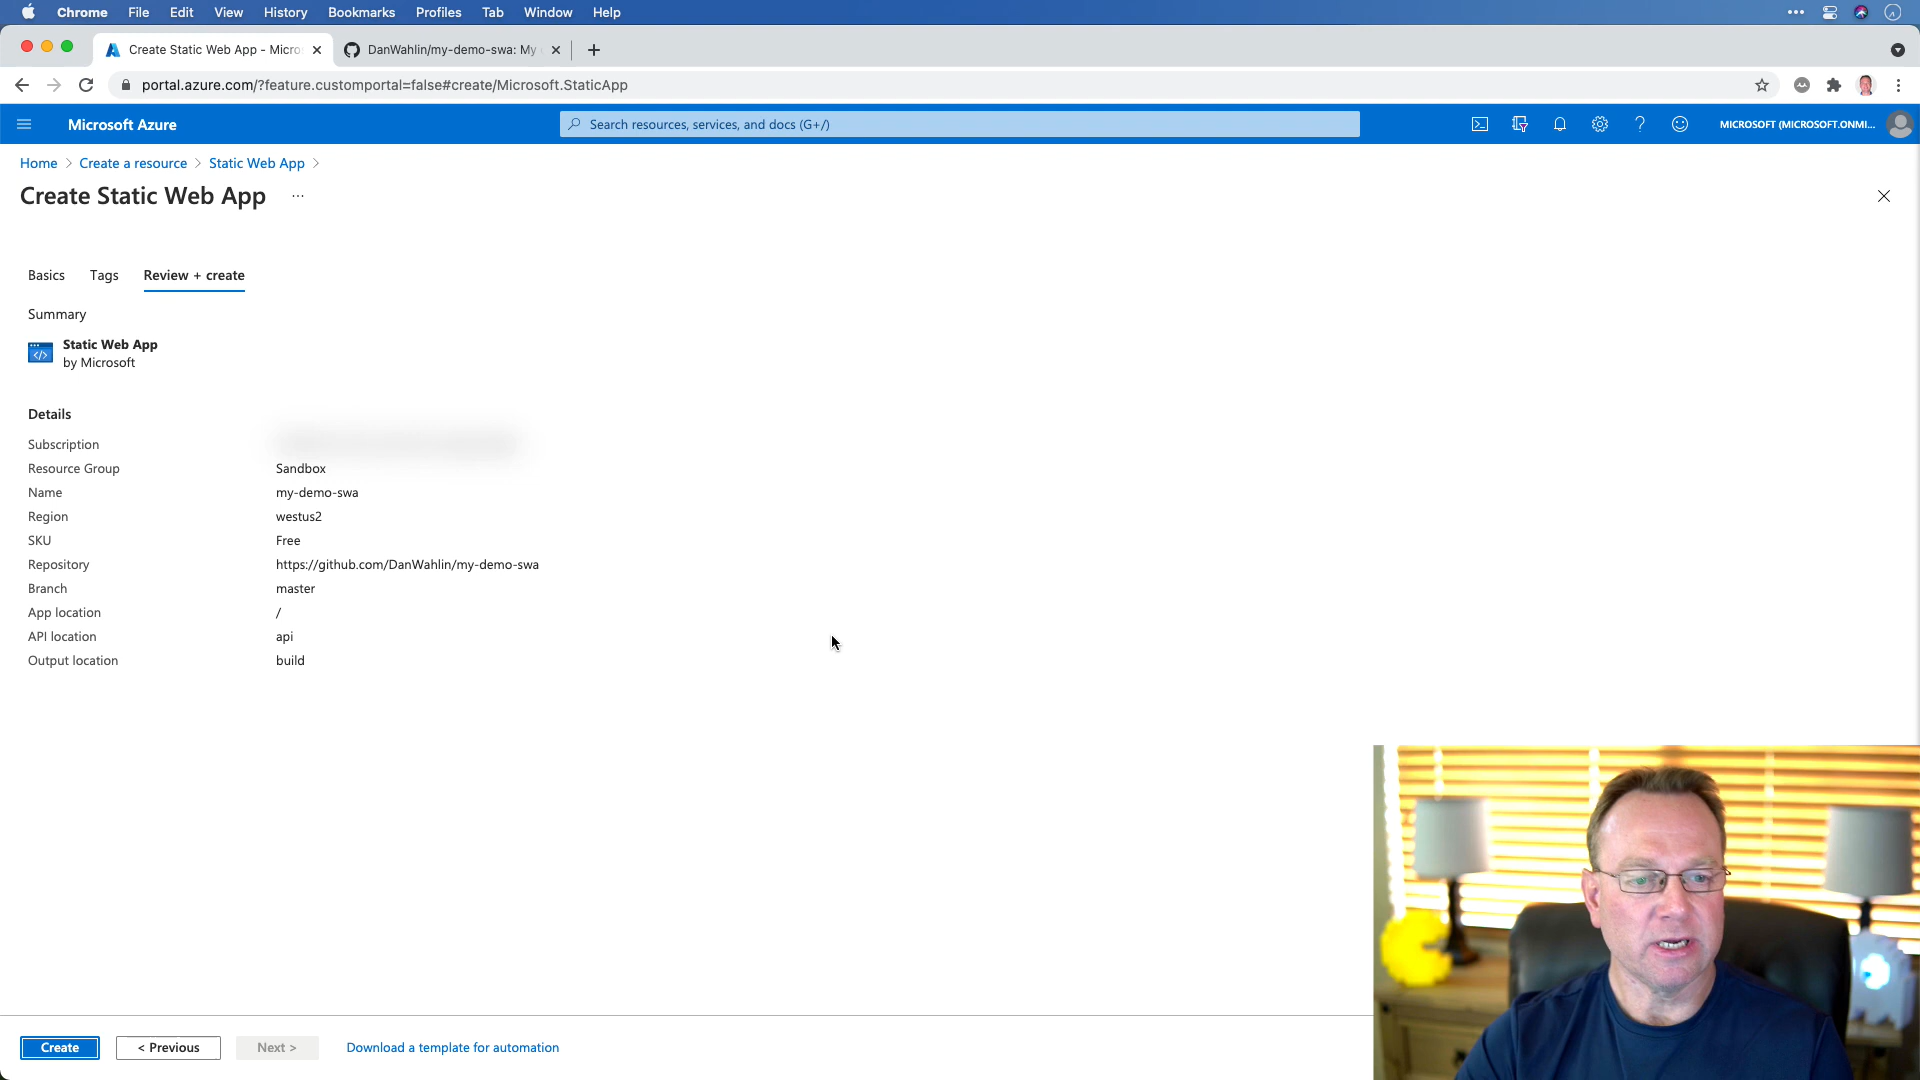 Chrome File Edit View History Bookmarks Profiles Tab Window Help
Create Static Web App - Micro
DanWahlin/my-demo-swa: My
portal.azure.com/?feature.customportal=false#create/Microsoft.StaticApp
Microsoft Azure
Search resources, services, and docs (G+/)
MICROSOFT (MICROSOFT.ONMI...
Home > Create a resource > Static Web App >
Create Static Web App ...
Basics Tags Review + create
Summary
Static Web App
by Microsoft
Details
Subscription
Resource Group Sandbox
Name my-demo-swa
Region westus2
SKU Free
Repository https://github.com/DanWahlin/my-demo-swa
Branch master
App location /
API location api
Output location build
Create < Previous Next > Download a template for automation